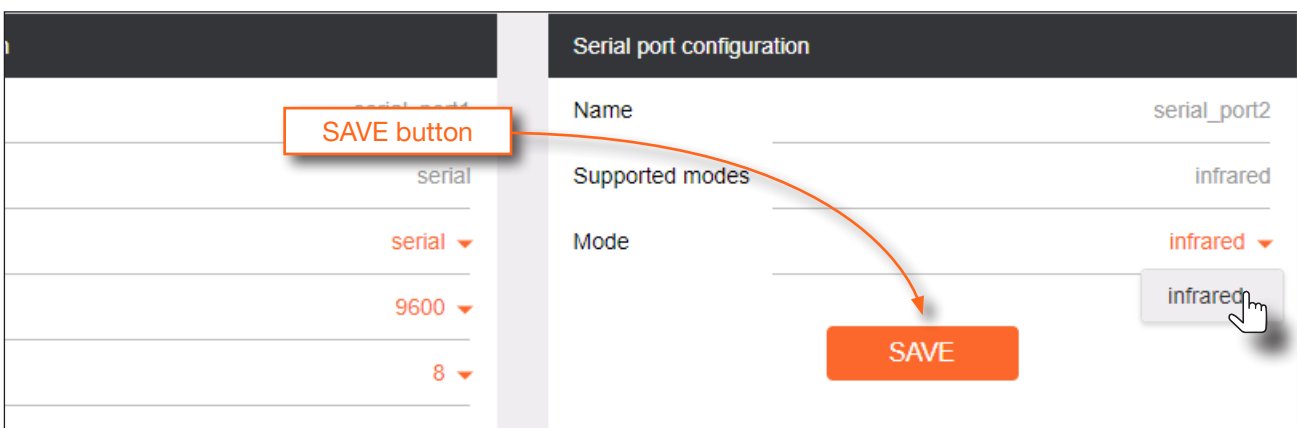 Serial port configuration
SAVE button
serial
serial
9600
8
Name serial_port2
Supported modes infrared
Mode infrared
infrared
SAVE